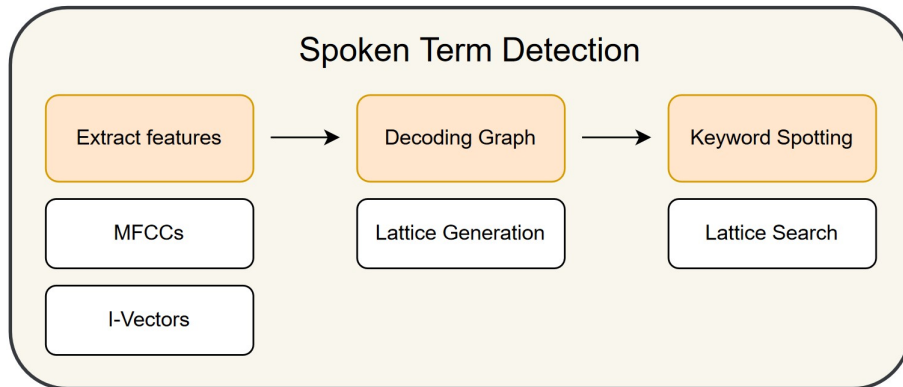 Spoken Term Detection
Extract features
Decoding Graph
Keyword Spotting
MFCCs
Lattice Generation
Lattice Search
I-Vectors